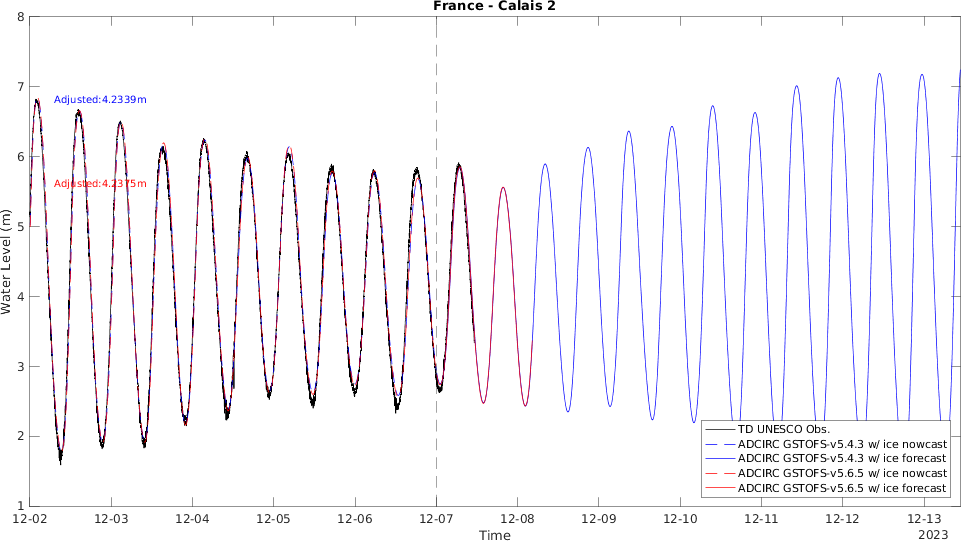 France - Calais 2
8
7
6
5
4
3
2
1
Water Level (m)
Adjusted:4.2339m
Adjusted:4.2375m
TD UNESCO Obs.
ADCIRC GSTOFS-v5.4.3 w/ ice nowcast
ADCIRC GSTOFS-v5.4.3 w/ ice forecast
ADCIRC GSTOFS-v5.6.5 w/ ice nowcast
ADCIRC GSTOFS-v5.6.5 w/ ice forecast
12-02 12-03 12-04 12-05 12-06 12-07 12-08 12-09 12-10 12-11 12-12 12-13
Time
2023